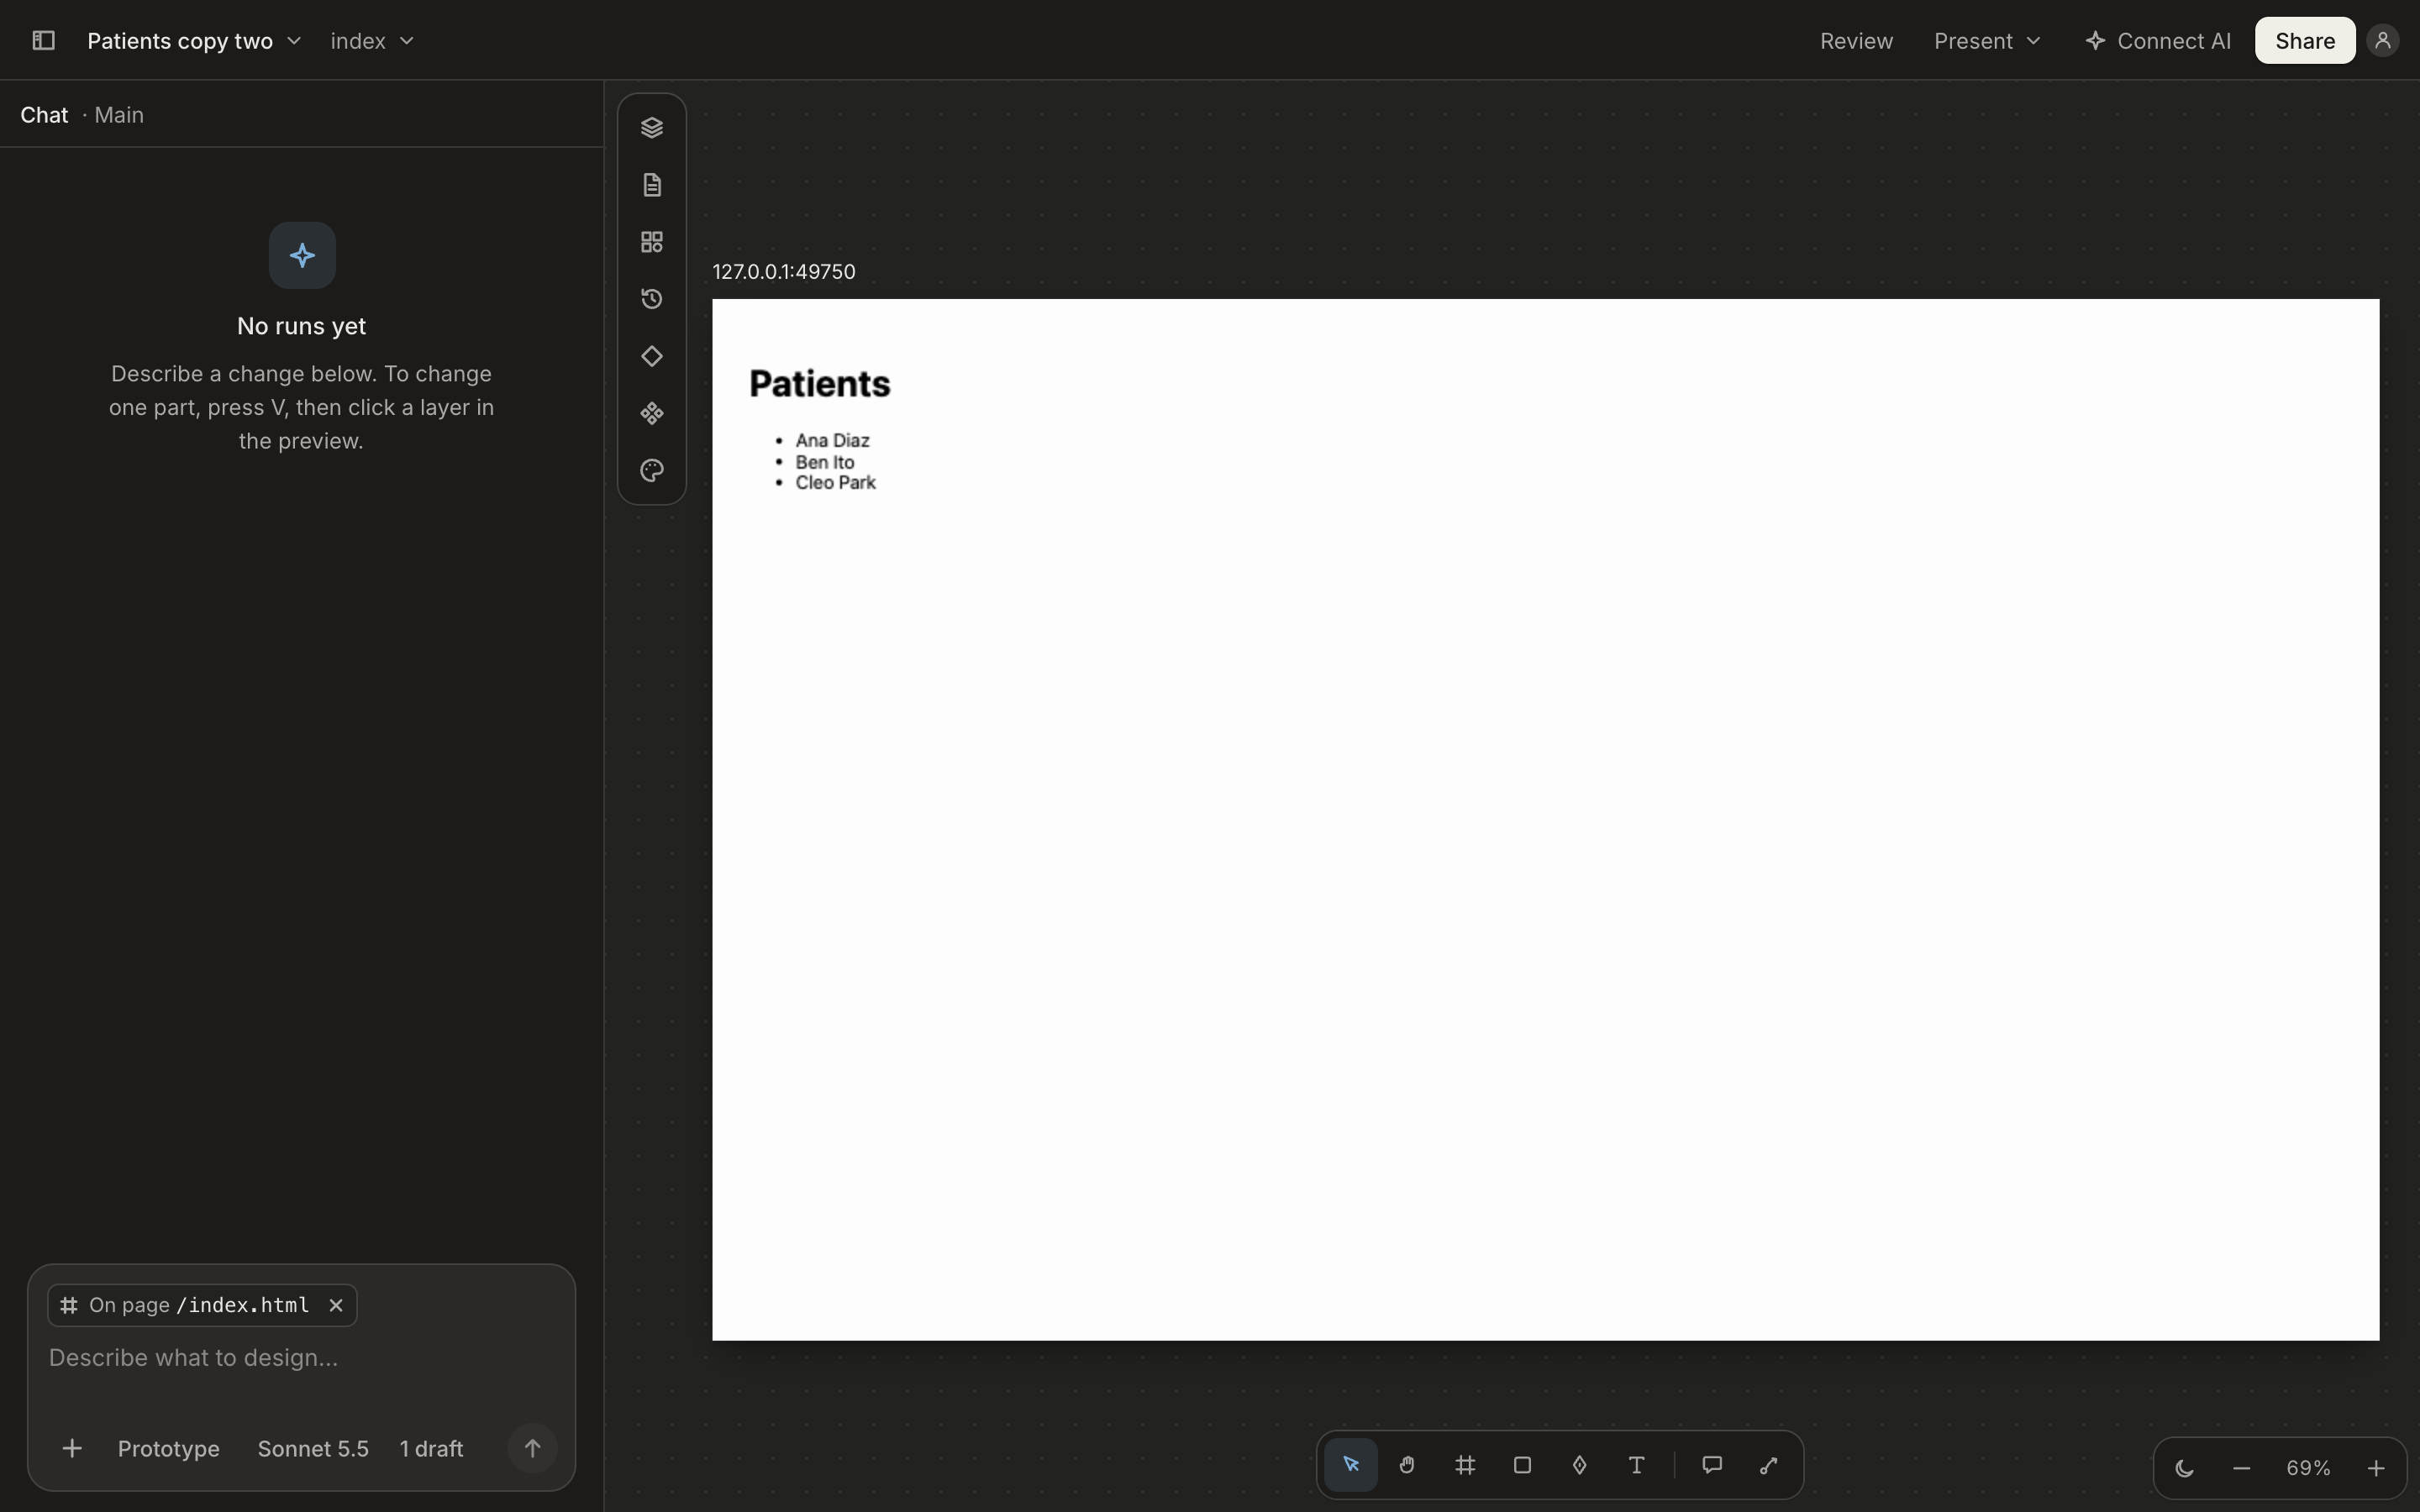 Patients copy two
index
Review
Present
Connect AI
Share
Chat · Main
No runs yet
Describe a change below. To change
one part, press V, then click a layer in
the preview.
127.0.0.1:49750
Patients
• Ana Diaz
• Ben Ito
• Cleo Park
On page /index.html
Describe what to design...
Prototype
Sonnet 5.5
1 draft
69%